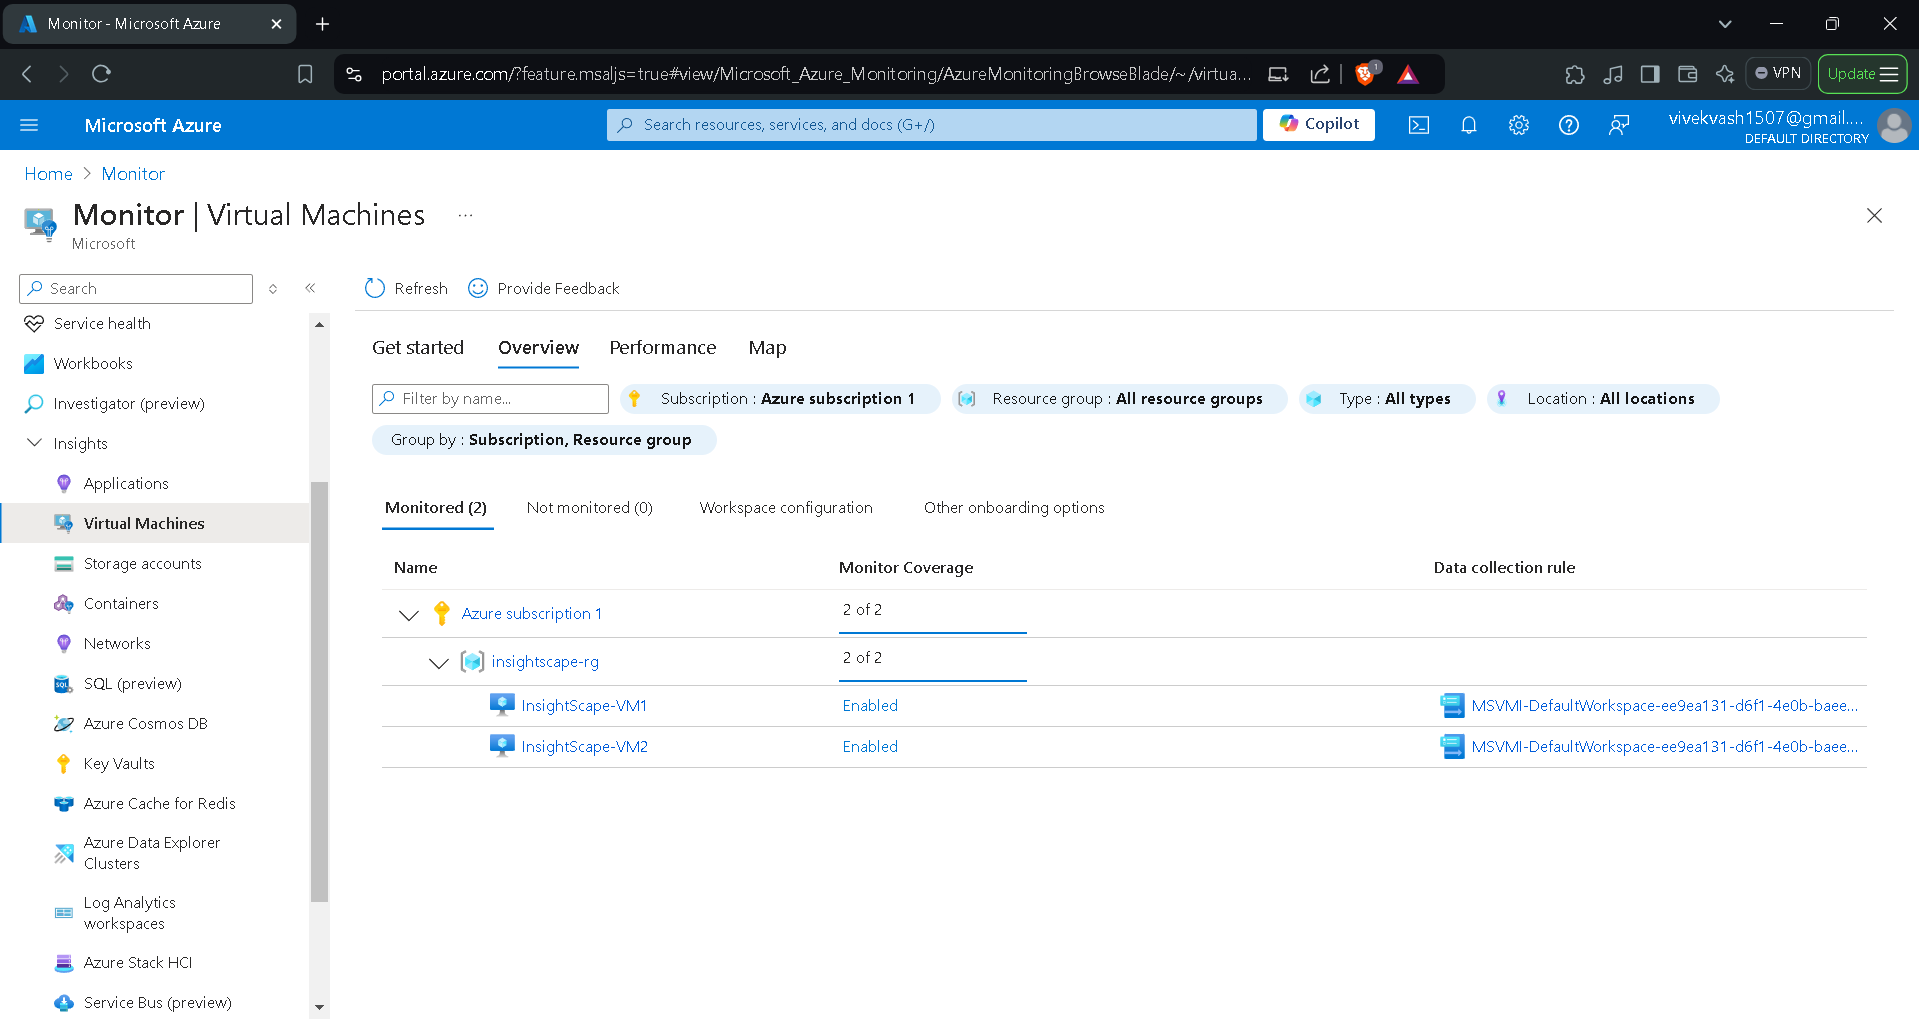 Monitor - Microsoft Azure
portal.azure.com/?feature.msaljs=true#view/Microsoft_Azure_Monitoring/AzureMonitoringBrowseBlade/~/virtua...
1
VPN
Update
Microsoft Azure
Search resources, services, and docs (G+/)
Copilot
vivekvash1507@gmail....
DEFAULT DIRECTORY
Home > Monitor
Monitor | Virtual Machines ...
Microsoft
Search
Service health
Workbooks
Investigator (preview)
Insights
Applications
Virtual Machines
Storage accounts
Containers
Networks
SQL (preview)
Azure Cosmos DB
Key Vaults
Azure Cache for Redis
Azure Data Explorer
Clusters
Log Analytics
workspaces
Azure Stack HCI
Service Bus (preview)
Refresh Provide Feedback
Get started Overview Performance Map
Filter by name... Subscription : Azure subscription 1 Resource group : All resource groups Type : All types Location : All locations
Group by : Subscription, Resource group
Monitored (2) Not monitored (0) Workspace configuration Other onboarding options
Name Monitor Coverage Data collection rule
Azure subscription 1 2 of 2
insightscape-rg 2 of 2
InsightScape-VM1 Enabled MSVMI-DefaultWorkspace-ee9ea131-d6f1-4e0b-baee...
InsightScape-VM2 Enabled MSVMI-DefaultWorkspace-ee9ea131-d6f1-4e0b-baee...